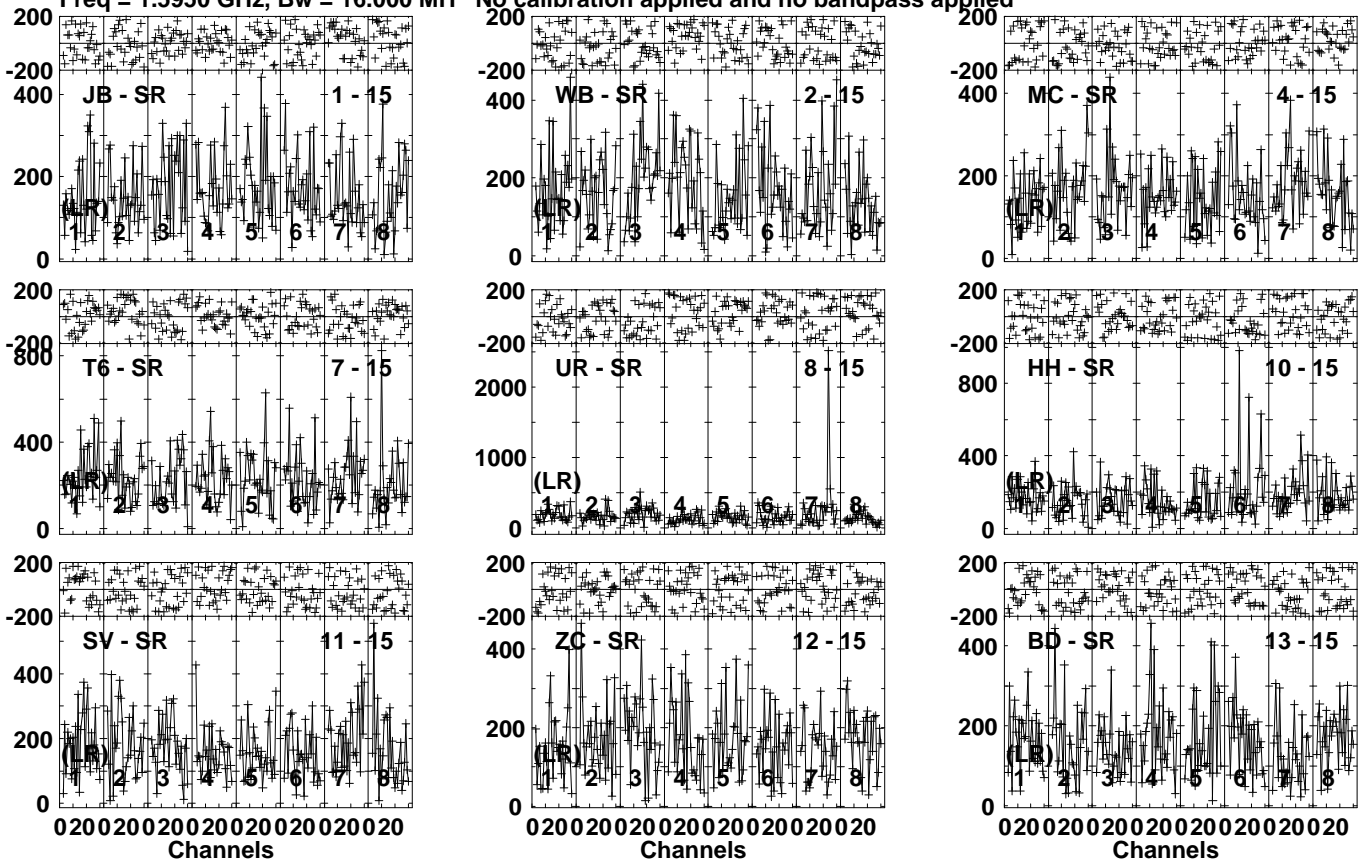 Freq = 1.5950 GHz, Bw = 16.000 MH No calibration applied and no bandpass applied
200 200 200
-200 -200 -200
JB - SR 1 - 15 WB - SR 2 - 15 MC - SR 4 - 15
400 400 400
200 200 200
(LR) (LR) (LR)
1 2 3 4 5 6 7 8 1 2 3 4 5 6 7 8 1 2 3 4 5 6 7 8
0 0 0
200 200 200
-200 -200 -200
800
T6 - SR 7 - 15 UR - SR 8 - 15 HH - SR 10 - 15
2000 800
400 1000 400
(LR) (LR) (LR)
1 2 3 4 5 6 7 8 1 2 3 4 5 6 7 8 1 2 3 4 5 6 7 8
0 0 0
200 200 200
-200 -200 -200
SV - SR 11 - 15 ZC - SR 12 - 15 BD - SR 13 - 15
400 400 400
200 200 200
(LR) (LR) (LR)
1 2 3 4 5 6 7 8 1 2 3 4 5 6 7 8 1 2 3 4 5 6 7 8
0 0 0
0 20 0 20 0 20 0 20 0 20 0 20 0 20 0 20 0 20 0 20 0 20 0 20 0 20 0 20 0 20 0 20 0 20 0 20 0 20 0 20 0 20 0 20 0 20 0 20
Channels Channels Channels